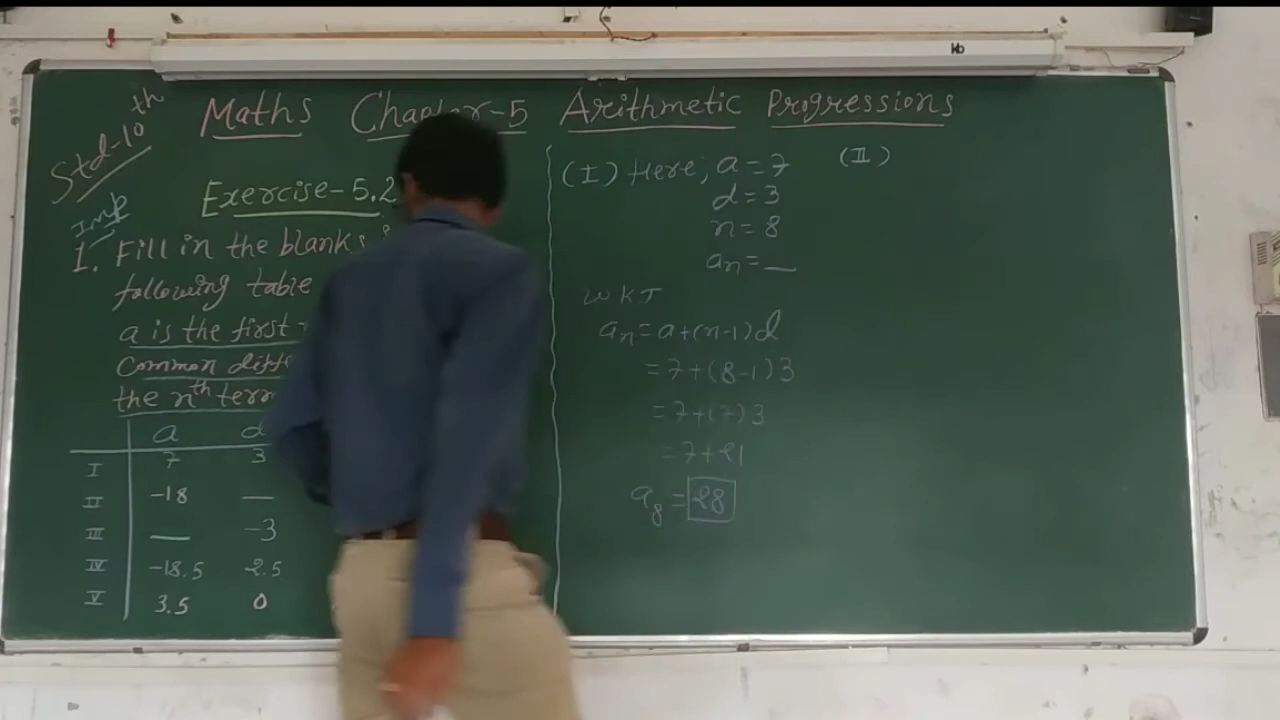 Std-10th
Maths Chapter-5 Arithmetic Progressions
Exercise-5.2
Imp
1. Fill in the blanks
following table
a is the first
Common diff
the nth term
a d
I 7 3
II -18 —
III — -3
IV -18.5 2.5
V 3.5 0
(I) Here, a=7
d=3
n=8
an=—
WKT
an=a+(n-1)d
=7+(8-1)3
=7+(7)3
=7+21
a8=28
(II)